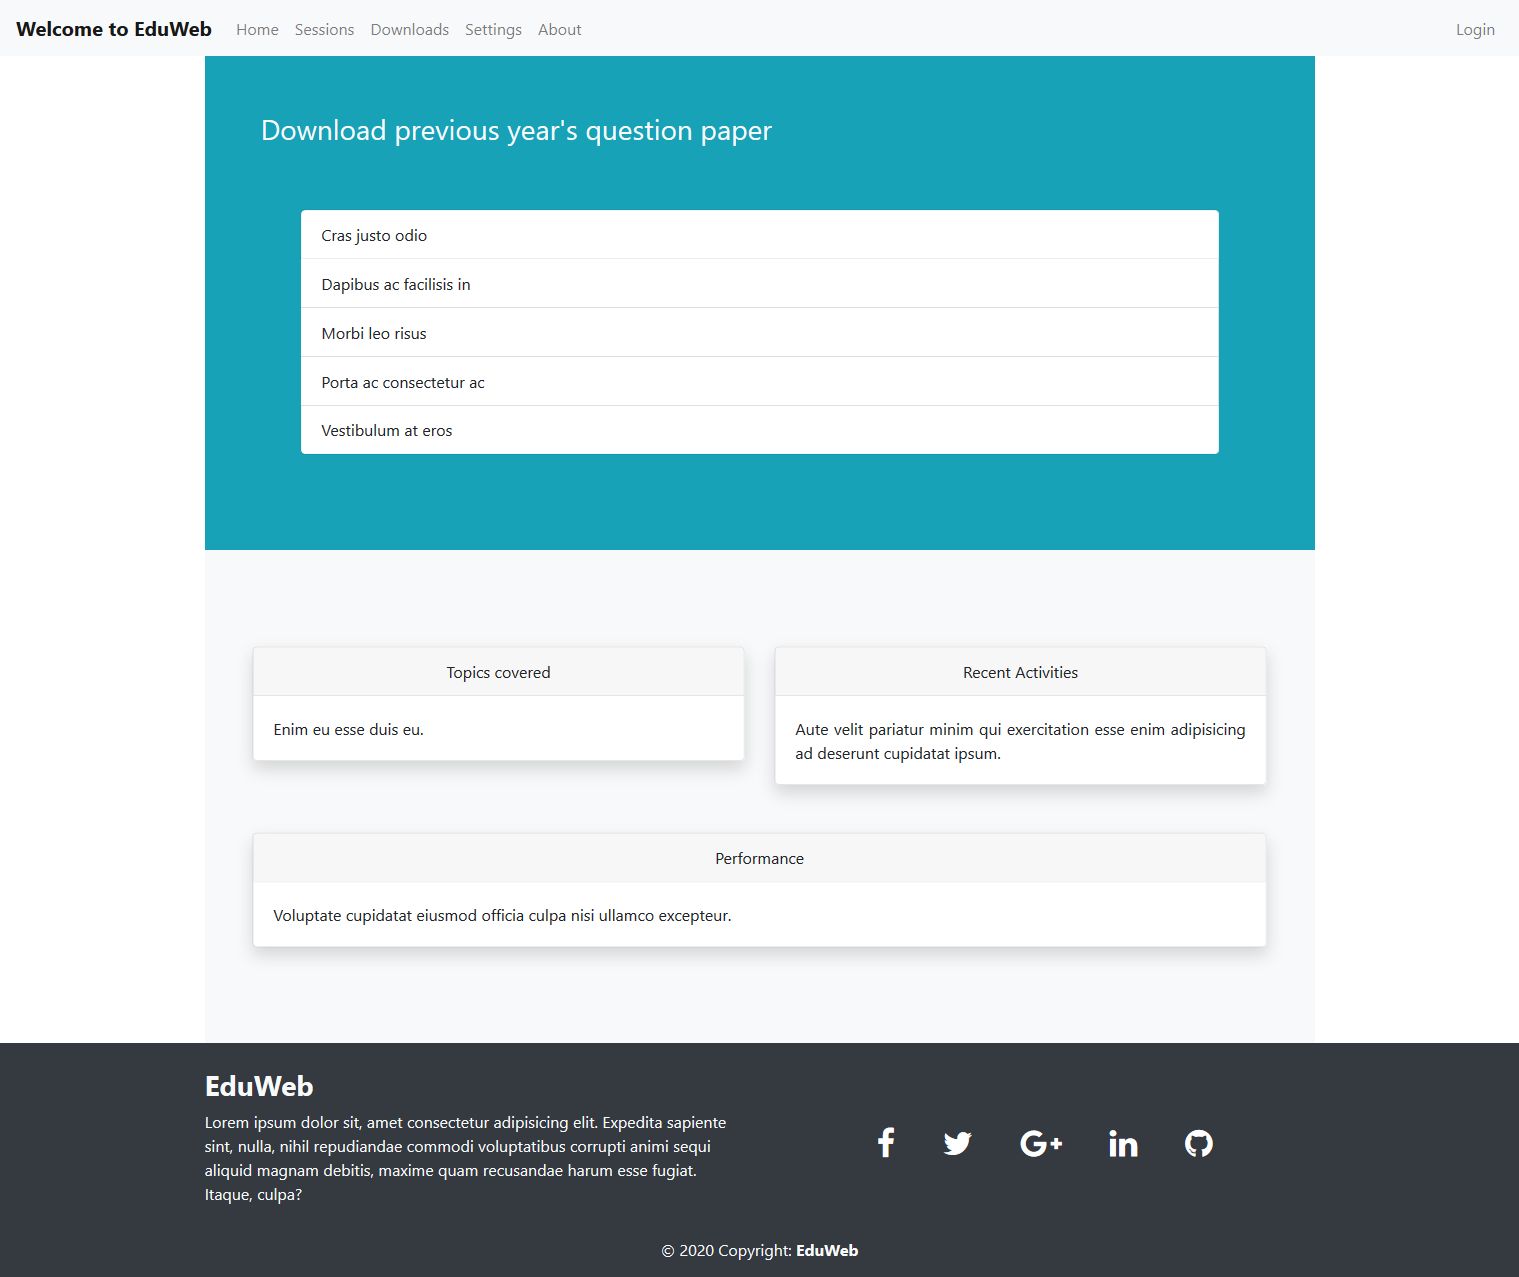 Welcome to EduWeb Home Sessions Downloads Settings About Login
Download previous year's question paper
Cras justo odio
Dapibus ac facilisis in
Morbi leo risus
Porta ac consectetur ac
Vestibulum at eros
Topics covered
Enim eu esse duis eu.
Recent Activities
Aute velit pariatur minim qui exercitation esse enim adipisicing
ad deserunt cupidatat ipsum.
Performance
Voluptate cupidatat eiusmod officia culpa nisi ullamco excepteur.
EduWeb
Lorem ipsum dolor sit, amet consectetur adipisicing elit. Expedita sapiente
sint, nulla, nihil repudiandae commodi voluptatibus corrupti animi sequi
aliquid magnam debitis, maxime quam recusandae harum esse fugiat.
Itaque, culpa?
© 2020 Copyright: EduWeb